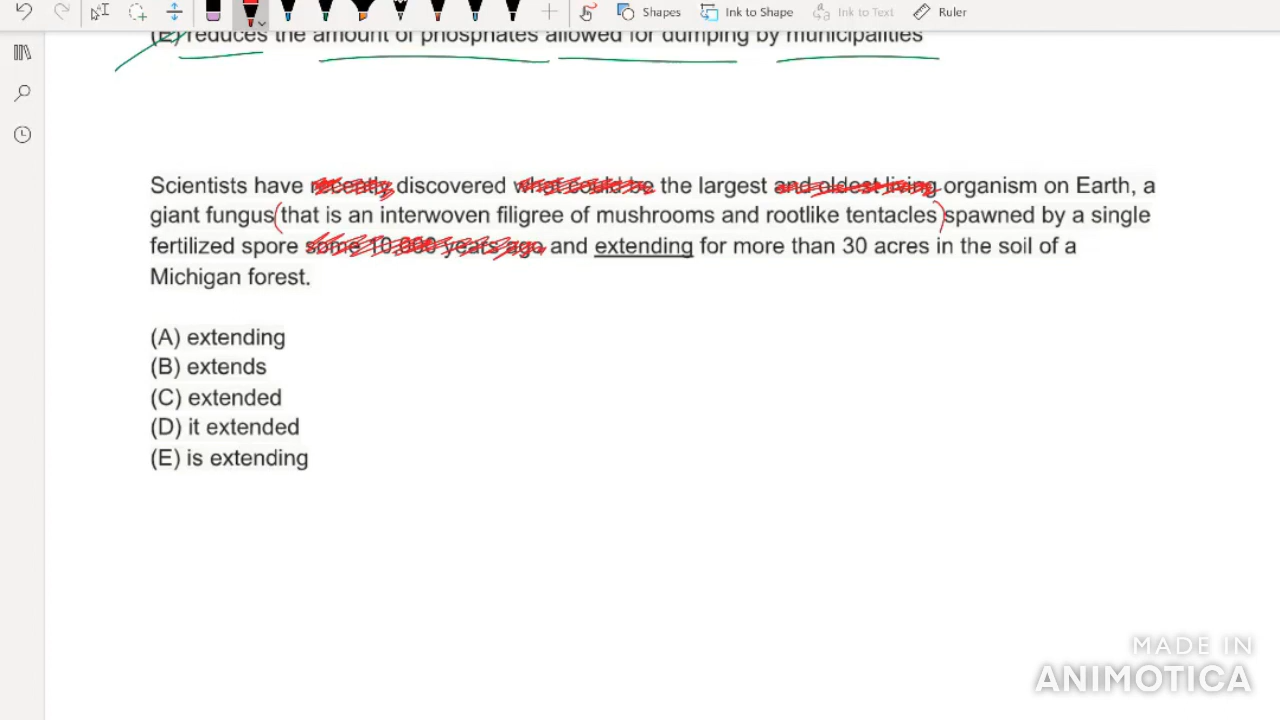 Shapes
Ink to Shape
Ink to Text
Ruler
(E) reduces the amount of phosphates allowed for dumping by municipalities
Scientists have recently discovered what could be the largest and oldest living organism on Earth, a
giant fungus (that is an interwoven filigree of mushrooms and rootlike tentacles) spawned by a single
fertilized spore some 10,000 years ago and extending for more than 30 acres in the soil of a
Michigan forest.
(A) extending
(B) extends
(C) extended
(D) it extended
(E) is extending
MADE IN
ANIMOTICA